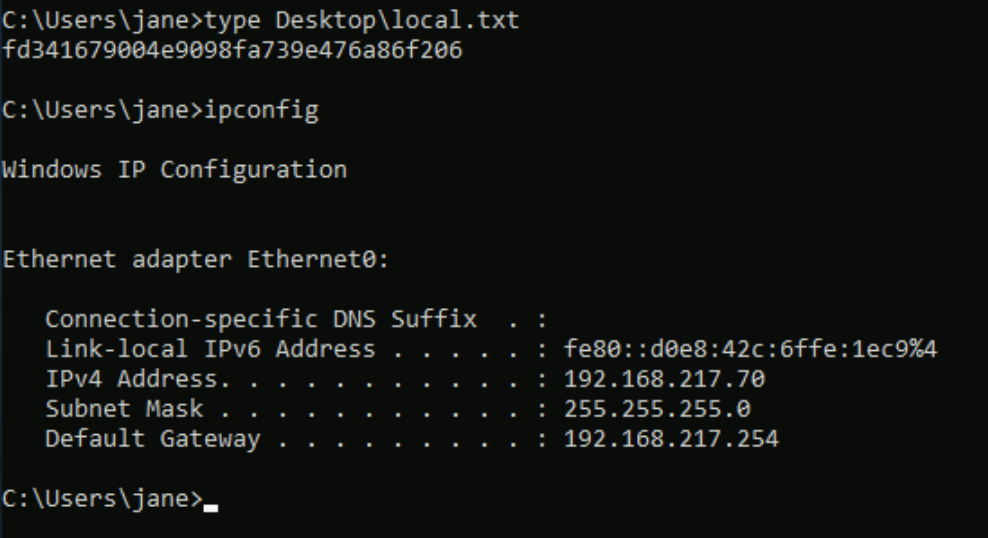 C:\Users\jane>type Desktop\local.txt
fd341679004e9098fa739e476a86f206
C:\Users\jane>ipconfig
Windows IP Configuration
Ethernet adapter Ethernet0:
Connection-specific DNS Suffix  . :
Link-local IPv6 Address . . . . . : fe80::d0e8:42c:6ffe:1ec9%4
IPv4 Address. . . . . . . . . . . : 192.168.217.70
Subnet Mask . . . . . . . . . . . : 255.255.255.0
Default Gateway . . . . . . . . . : 192.168.217.254
C:\Users\jane>